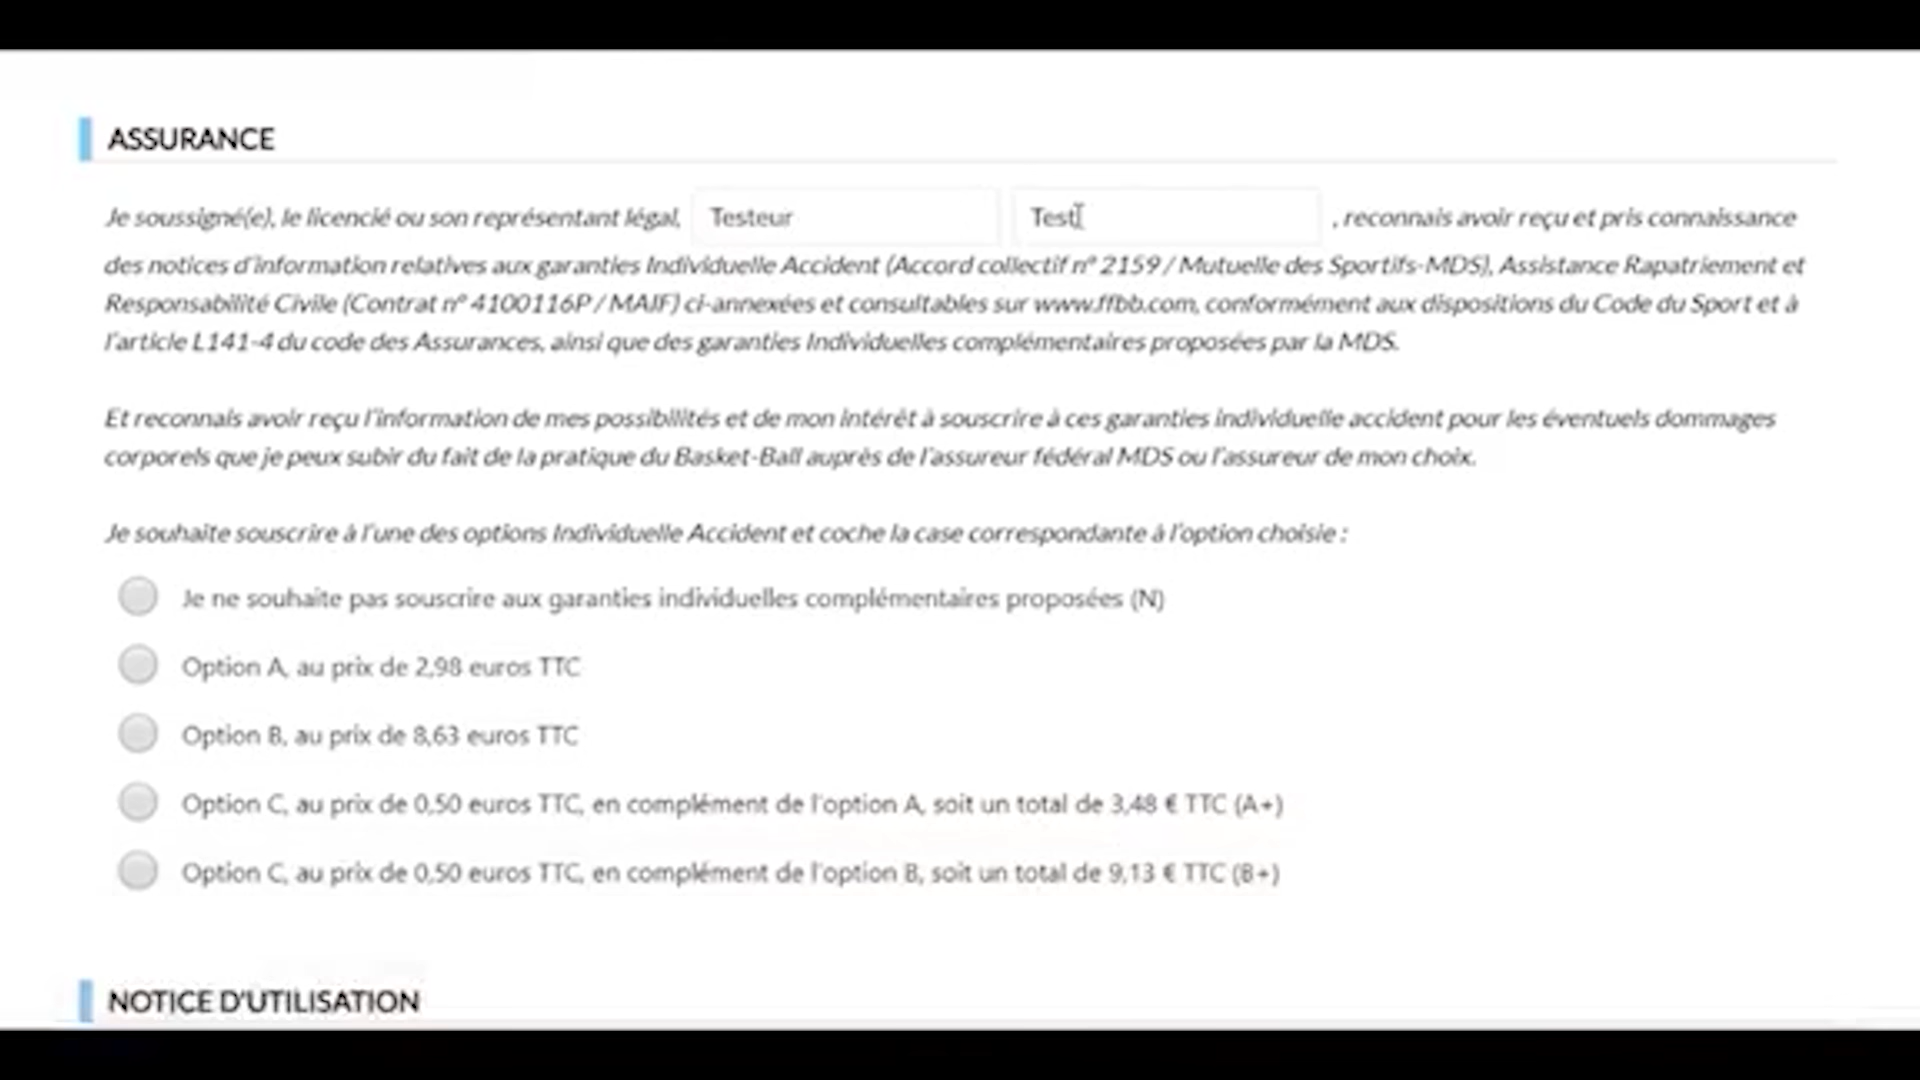 ASSURANCE
Je soussigné(e), le licencié ou son représentant légal, Testeur Test , reconnais avoir reçu et pris connaissance
des notices d'information relatives aux garanties Individuelle Accident (Accord collectif n° 2159 / Mutuelle des Sportifs-MDS), Assistance Rapatriement et
Responsabilité Civile (Contrat n° 4100116P / MAIF) ci-annexées et consultables sur www.ffbb.com, conformément aux dispositions du Code du Sport et à
l'article L141-4 du code des Assurances, ainsi que des garanties Individuelles complémentaires proposées par la MDS.
Et reconnais avoir reçu l'information de mes possibilités et de mon intérêt à souscrire à ces garanties individuelle accident pour les éventuels dommages
corporels que je peux subir du fait de la pratique du Basket-Ball auprès de l'assureur fédéral MDS ou l'assureur de mon choix.
Je souhaite souscrire à l'une des options Individuelle Accident et coche la case correspondante à l'option choisie :
Je ne souhaite pas souscrire aux garanties individuelles complémentaires proposées (N)
Option A, au prix de 2,98 euros TTC
Option B, au prix de 8,63 euros TTC
Option C, au prix de 0,50 euros TTC, en complément de l'option A, soit un total de 3,48 € TTC (A+)
Option C, au prix de 0,50 euros TTC, en complément de l'option B, soit un total de 9,13 € TTC (B+)
NOTICE D'UTILISATION